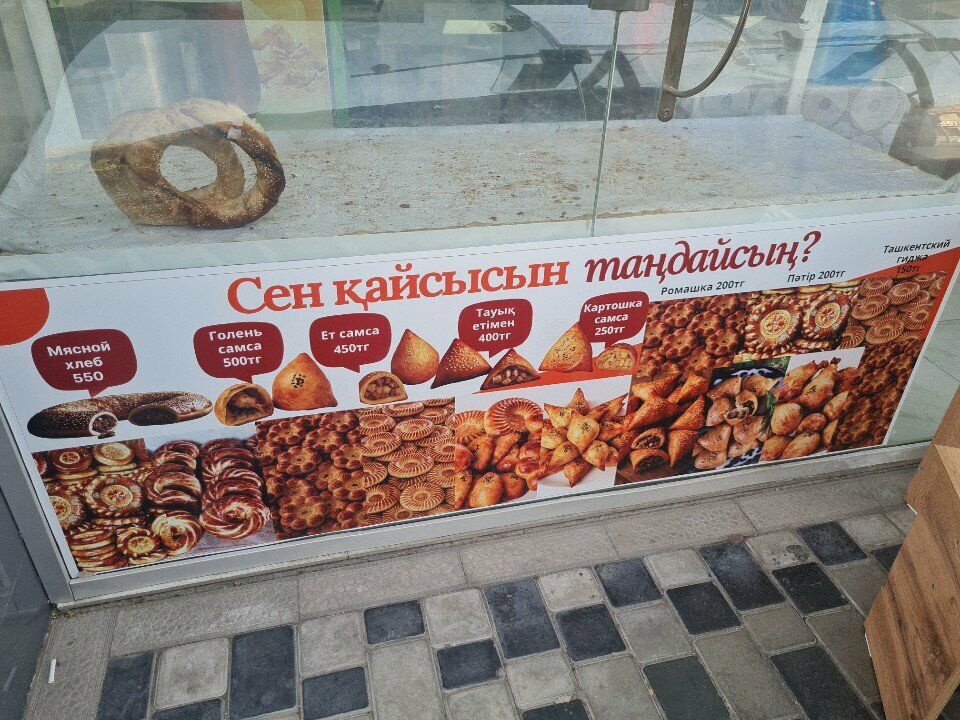 Сен қайсысын таңдайсың?
Мясной
хлеб
550
Голень
самса
500тг
Ет самса
450тг
Тауық
етімен
400тг
Картошка
самса
250тг
Ромашка 200тг
Патір 200тг
Ташкентский
гиджа
150тг